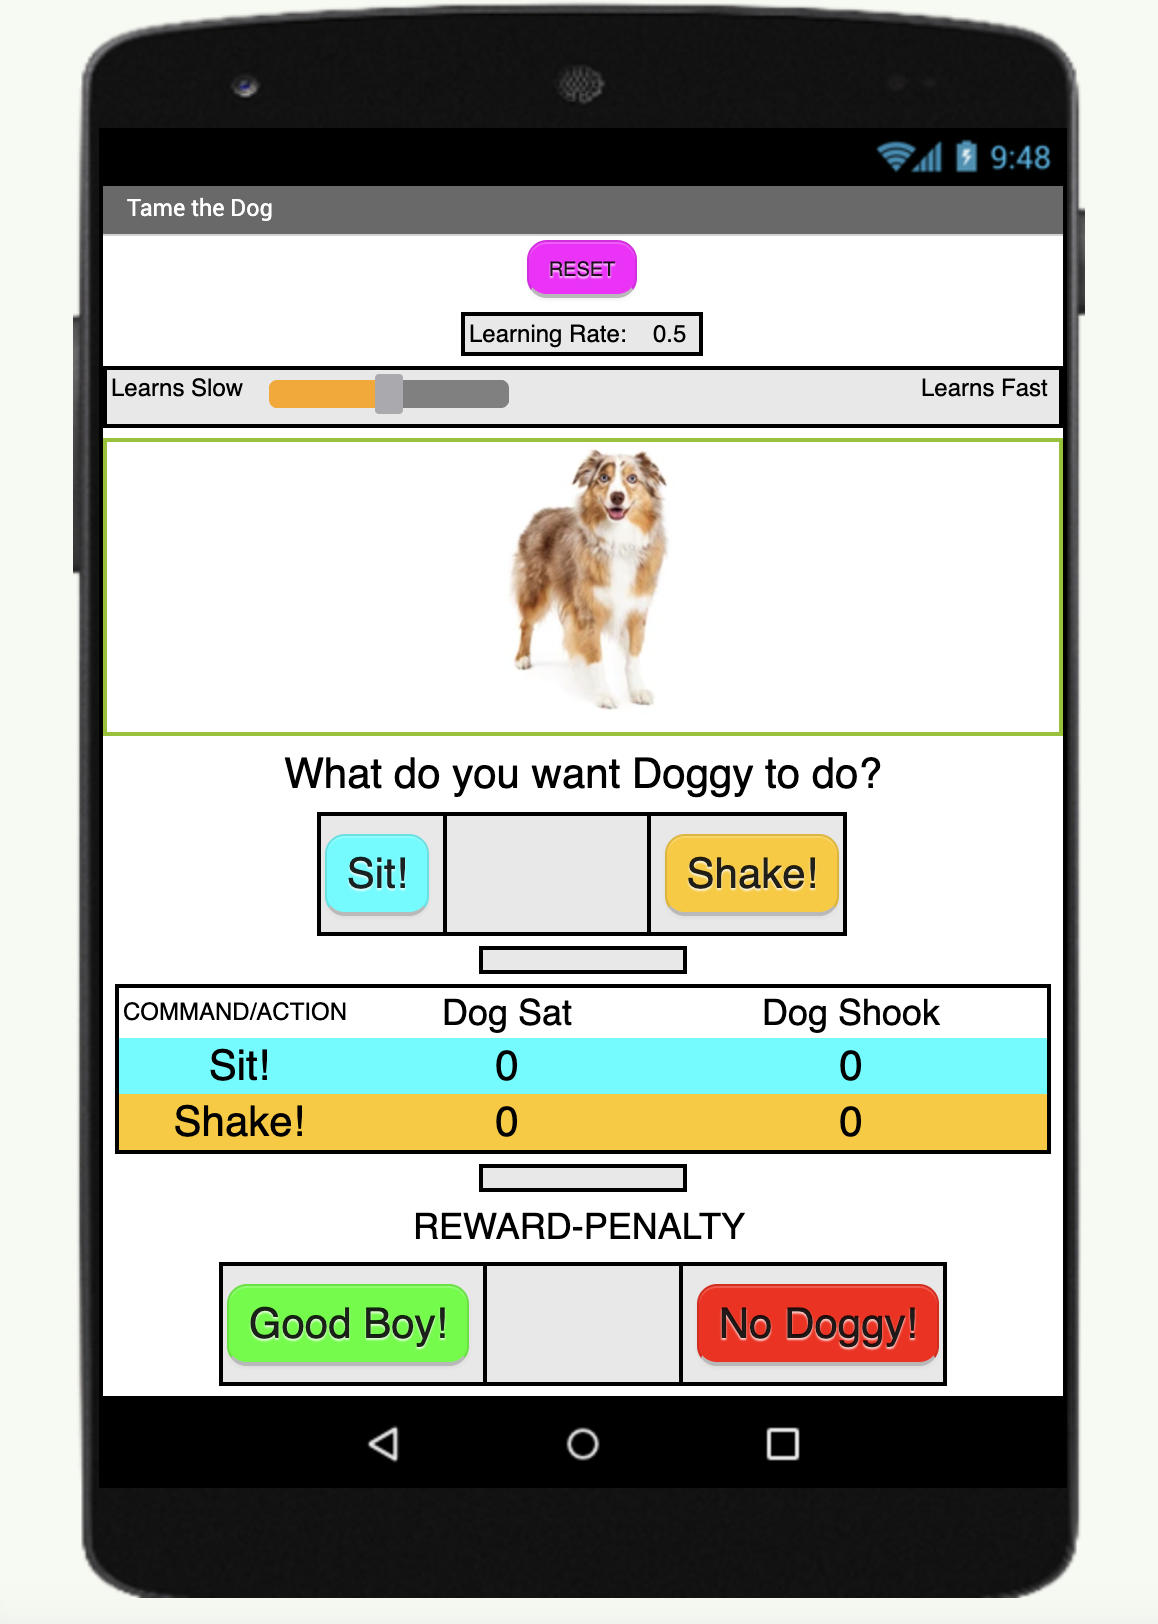 9:48
Tame the Dog
RESET
Learning Rate: 0.5
Learns Slow Learns Fast
What do you want Doggy to do?
Sit! Shake!
COMMAND/ACTION Dog Sat Dog Shook
Sit! 0 0
Shake! 0 0
REWARD-PENALTY
Good Boy! No Doggy!